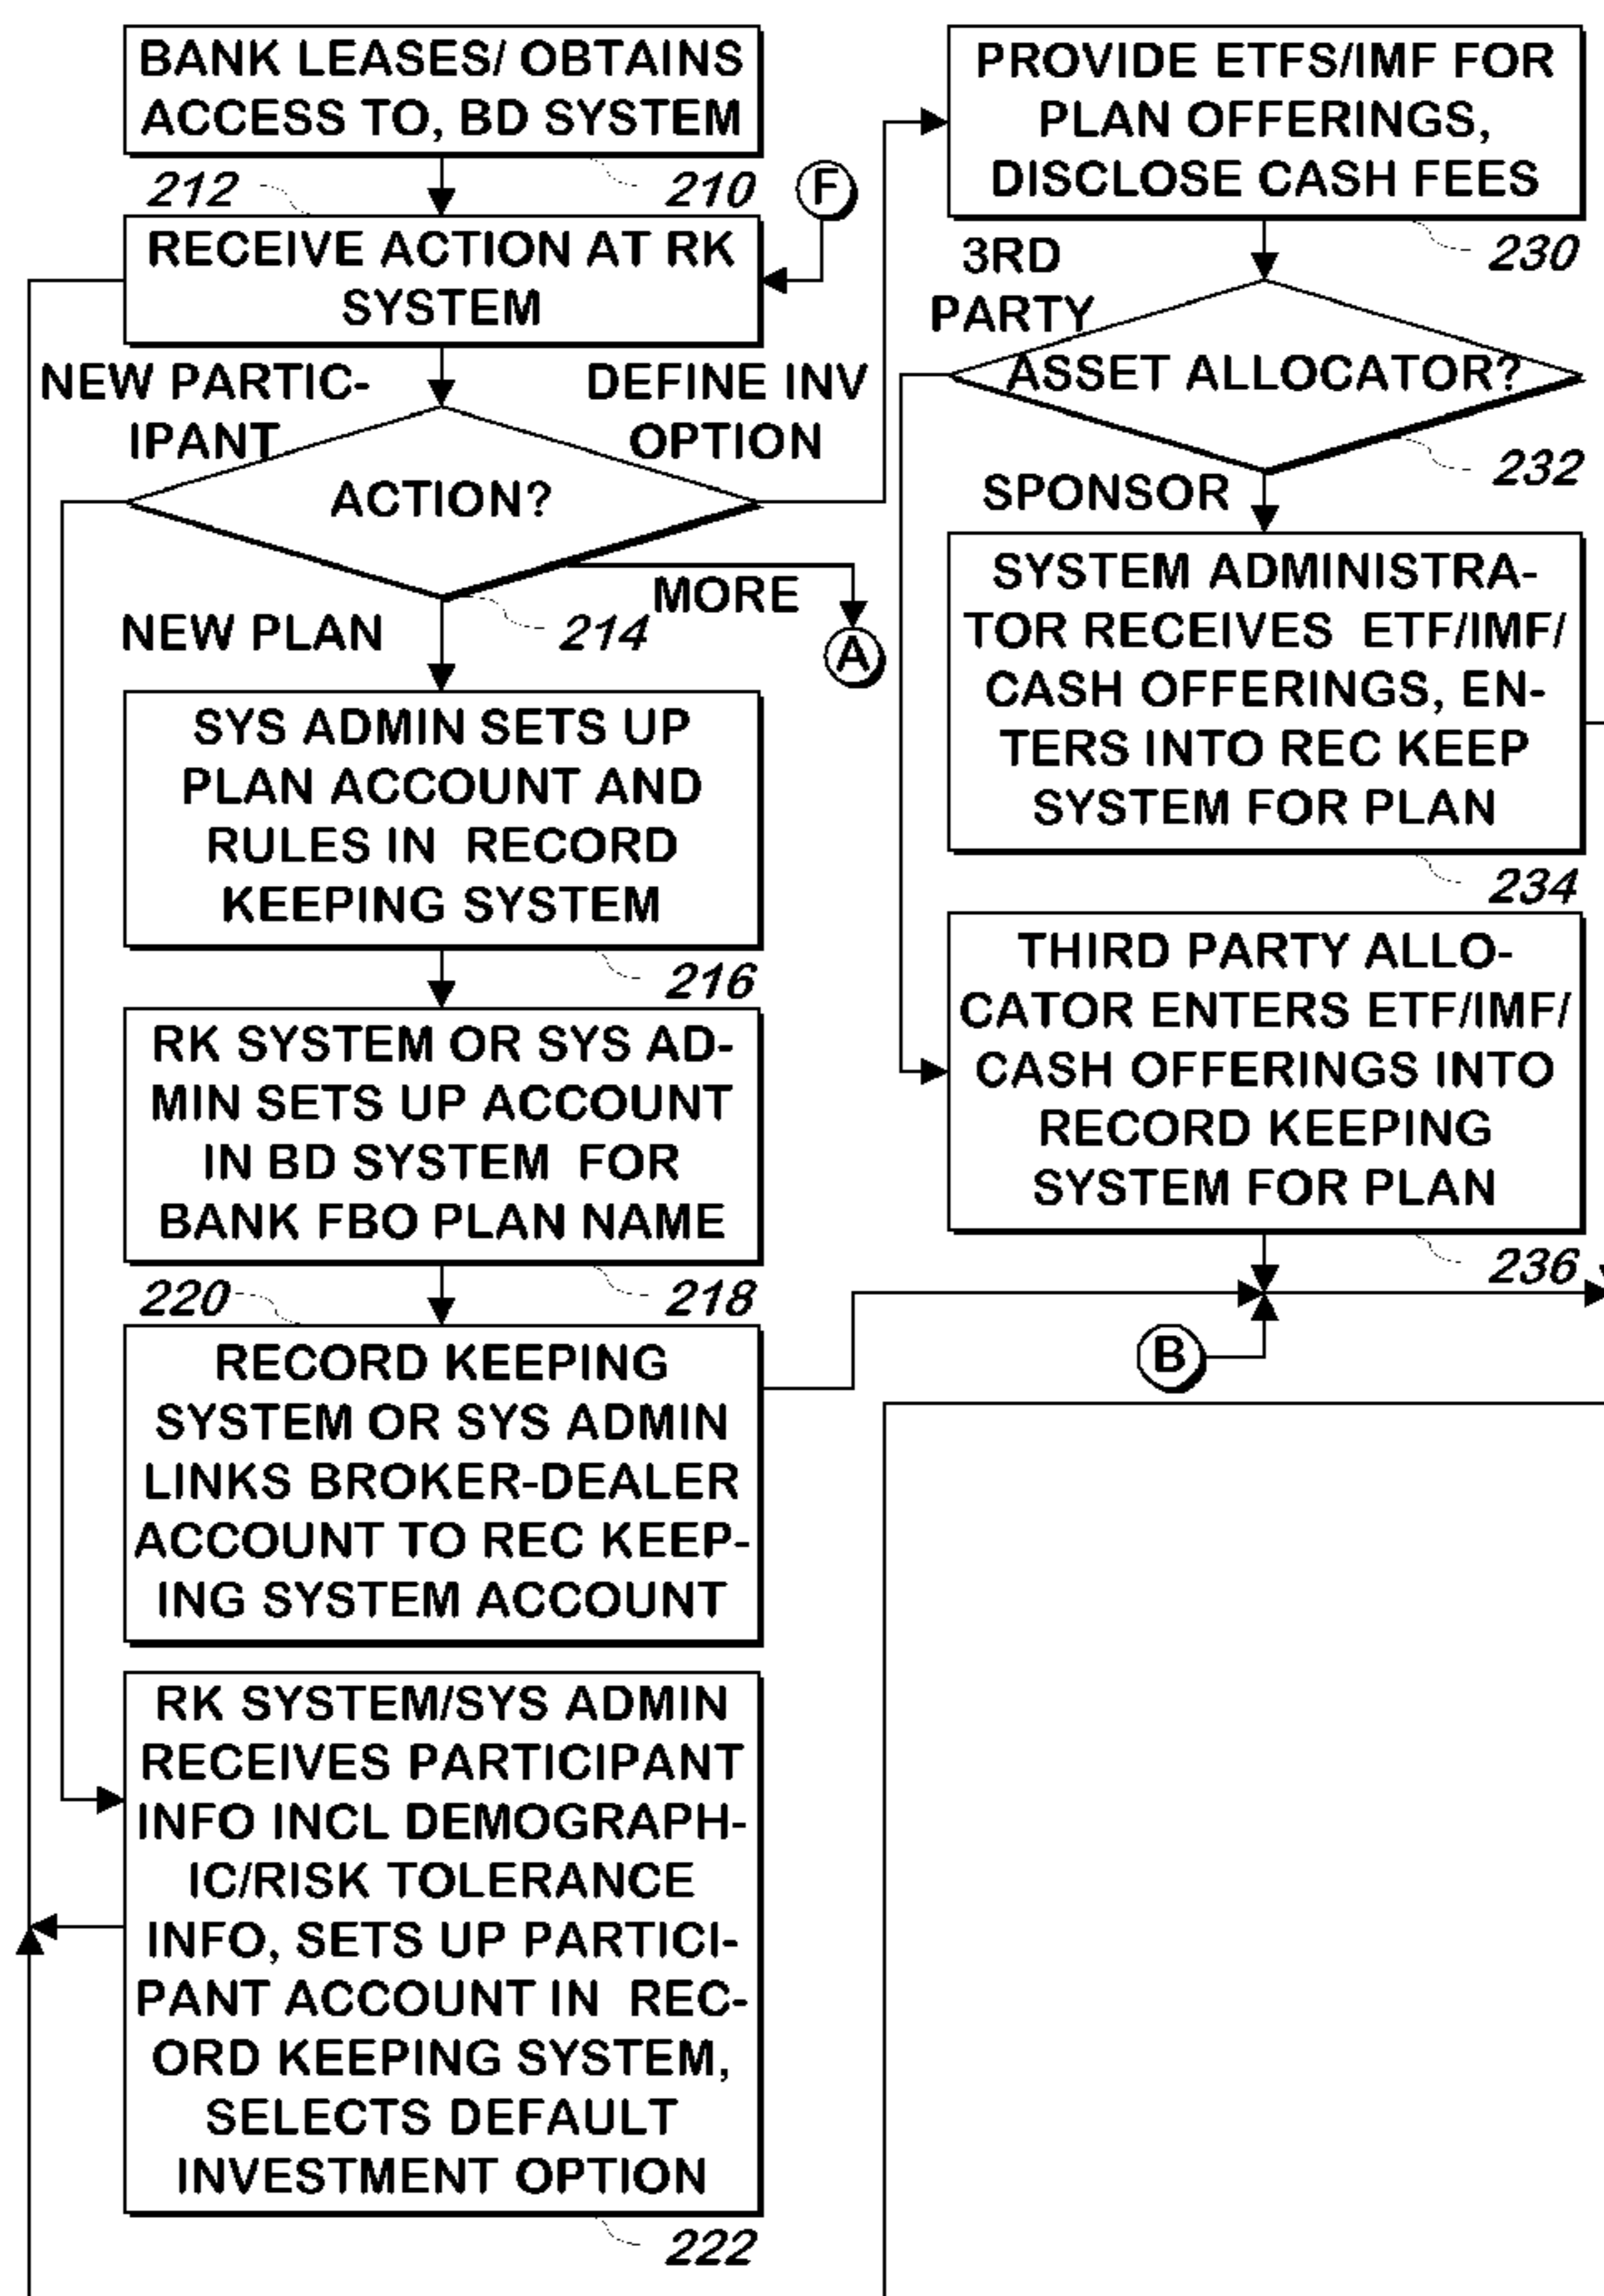 BANK LEASES/ OBTAINS
ACCESS TO, BD SYSTEM
210
212
F
RECEIVE ACTION AT RK
SYSTEM
NEW PARTIC-
IPANT
DEFINE INV
OPTION
ACTION?
MORE
214
NEW PLAN
A
SYS ADMIN SETS UP
PLAN ACCOUNT AND
RULES IN RECORD
KEEPING SYSTEM
216
RK SYSTEM OR SYS AD-
MIN SETS UP ACCOUNT
IN BD SYSTEM FOR
BANK FBO PLAN NAME
218
220
RECORD KEEPING
SYSTEM OR SYS ADMIN
LINKS BROKER-DEALER
ACCOUNT TO REC KEEP-
ING SYSTEM ACCOUNT
RK SYSTEM/SYS ADMIN
RECEIVES PARTICIPANT
INFO INCL DEMOGRAPH-
IC/RISK TOLERANCE
INFO, SETS UP PARTICI-
PANT ACCOUNT IN REC-
ORD KEEPING SYSTEM,
SELECTS DEFAULT
INVESTMENT OPTION
222
PROVIDE ETFS/IMF FOR
PLAN OFFERINGS,
DISCLOSE CASH FEES
230
3RD
PARTY
ASSET ALLOCATOR?
232
SPONSOR
SYSTEM ADMINISTRA-
TOR RECEIVES ETF/IMF/
CASH OFFERINGS, EN-
TERS INTO REC KEEP
SYSTEM FOR PLAN
234
THIRD PARTY ALLO-
CATOR ENTERS ETF/IMF/
CASH OFFERINGS INTO
RECORD KEEPING
SYSTEM FOR PLAN
236
B